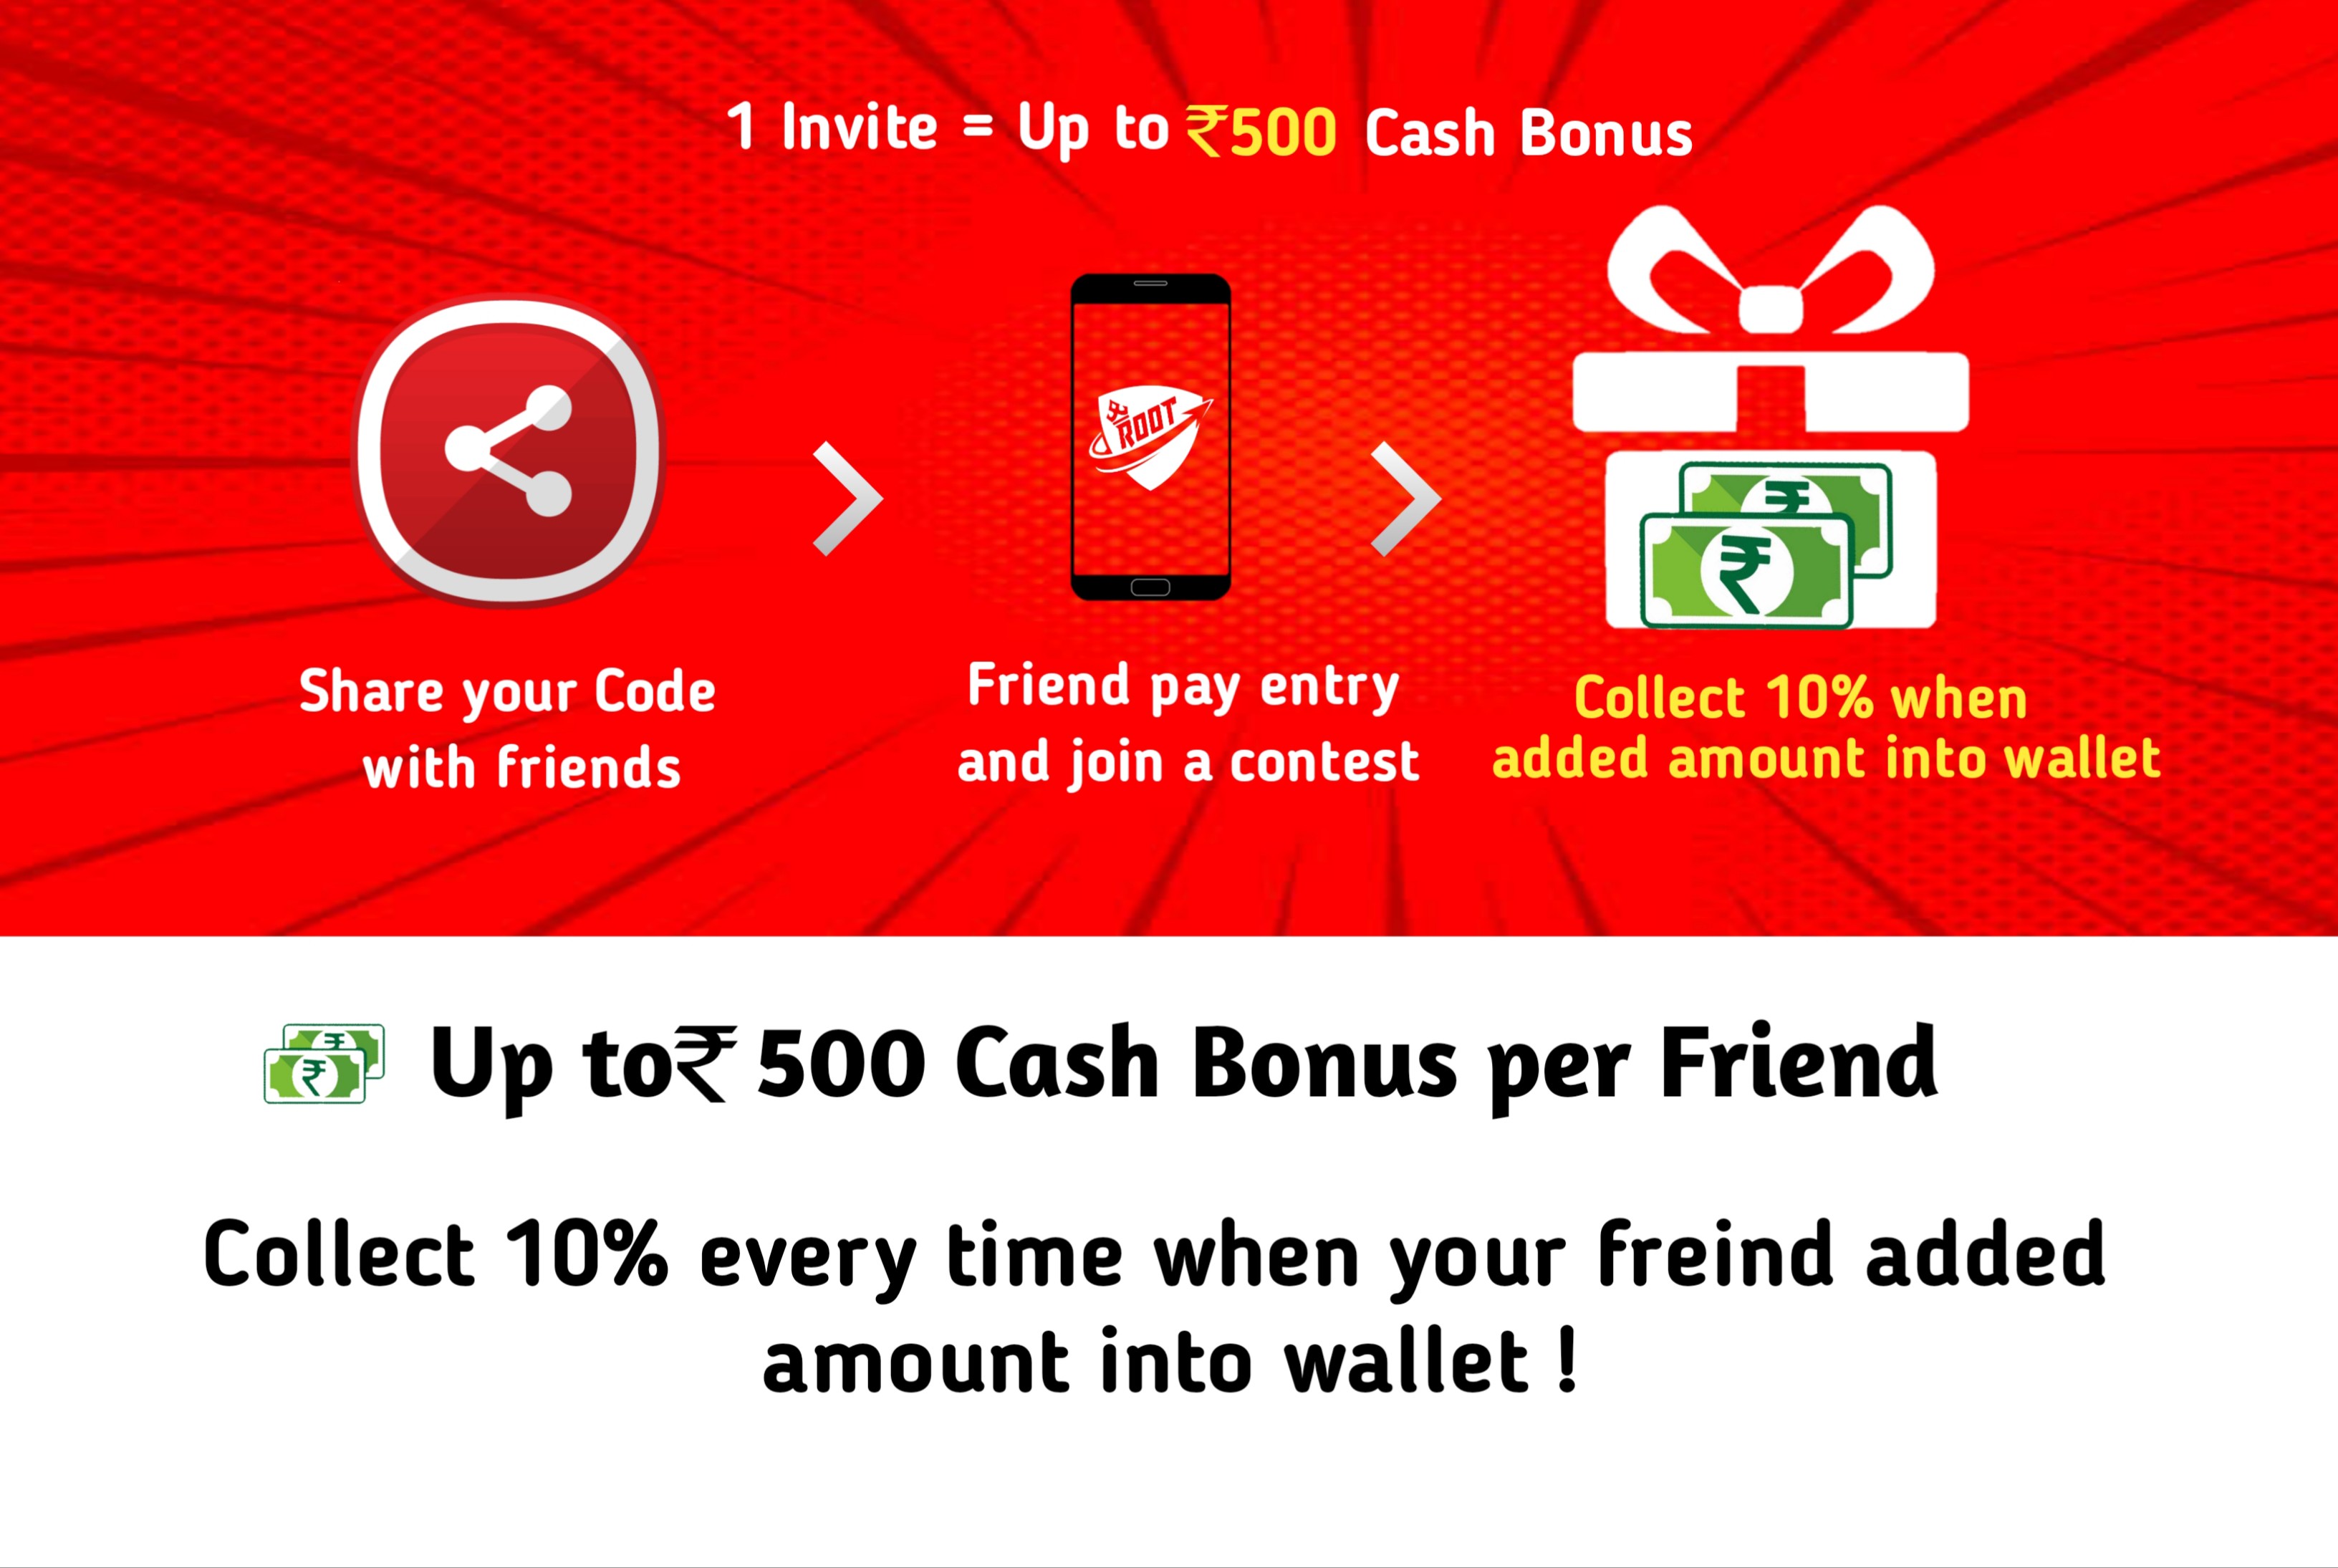 1 Invite = Up to ₹500 Cash Bonus
ROOT
Share your Code
with friends
Friend pay entry
and join a contest
Collect 10% when
added amount into wallet
Up to₹ 500 Cash Bonus per Friend
Collect 10% every time when your freind added
amount into wallet !